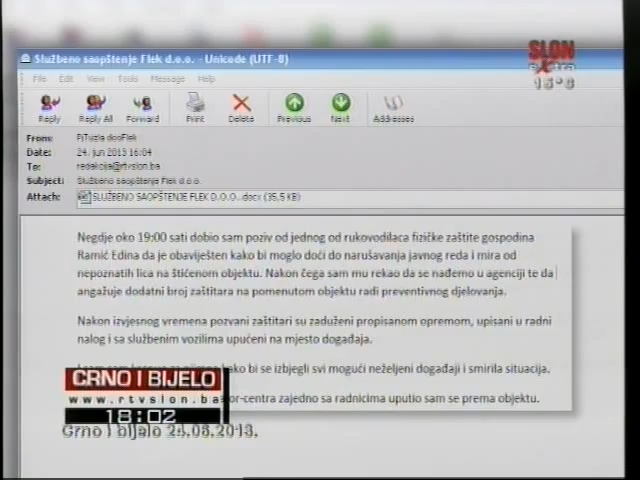 Službeno saopštenje Flek d.o.o. - Unicode (UTF-8)
SLON
extra
15°C
File Edit View Tools Message Help
Reply Reply All Forward Print Delete Previous Next Addresses
From: PiTuzla dooFlek
Date: 24. jun 2013 16:04
To: redakcija@rtvslon.ba
Subject: Službeno saopštenje Flek d.o.o.
Attach: SLUŽBENO SAOPŠTENJE FLEK D.O.O..docx (35,5 KB)
Negdje oko 19:00 sati dobio sam poziv od jednog od rukovodilaca fizičke zaštite gospodina
Ramić Edina da je obaviješten kako bi moglo doći do narušavanja javnog reda i mira od
nepoznatih lica na štićenom objektu. Nakon čega sam mu rekao da se nađemo u agenciji te da
angažuje dodatni broj zaštitara na pomenutom objektu radi preventivnog djelovanja.
Nakon izvjesnog vremena pozvani zaštitari su zaduženi propisanom opremom, upisani u radni
nalog i sa službenim vozilima upućeni na mjesto događaja.
kako bi se izbjegli svi mogući neželjeni događaji i smirila situacija.
or-centra zajedno sa radnicima uputio sam se prema objektu.
CRNO I BIJELO
www.rtvslon.ba
18:02
Crno i bijelo 24.06.2013.